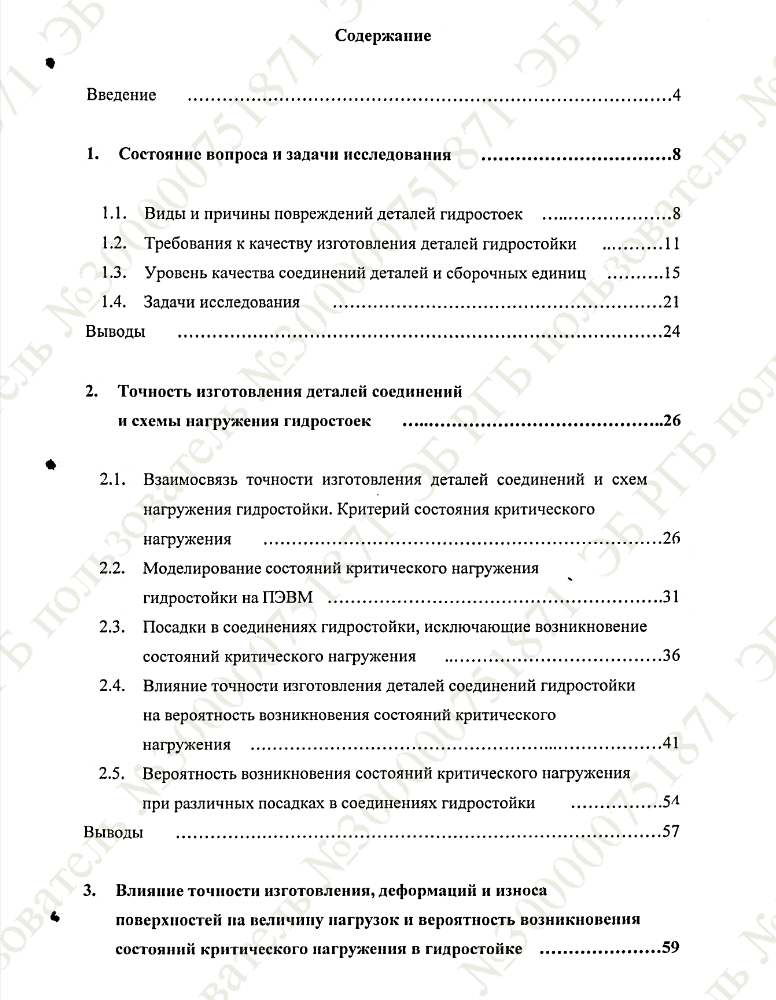 Содержание
Введение ........................................................4
1. Состояние вопроса и задачи исследования ..............................8
1.1. Виды и причины повреждений деталей гидростоек ....................8
1.2. Требования к качеству изготовления деталей гидростойки ...........11
1.3. Уровень качества соединений деталей и сборочных единиц ..........15
1.4. Задачи исследования ........................................................21
Выводы ........................................................24
2. Точность изготовления деталей соединений
и схемы нагружения гидростоек ........................................26
2.1. Взаимосвязь точности изготовления деталей соединений и схем
нагружения гидростойки. Критерий состояния критического
нагружения ........................................................26
2.2. Моделирование состояний критического нагружения
гидростойки на ПЭВМ ........................................................31
2.3. Посадки в соединениях гидростойки, исключающие возникновение
состояний критического нагружения ....................................36
2.4. Влияние точности изготовления деталей соединений гидростойки
на вероятность возникновения состояний критического
нагружения ........................................................41
2.5. Вероятность возникновения состояний критического нагружения
при различных посадках в соединениях гидростойки ...............54
Выводы ........................................................57
3. Влияние точности изготовления, деформаций и износа
поверхностей на величину нагрузок и вероятность возникновения
состояний критического нагружения в гидростойке ....................59